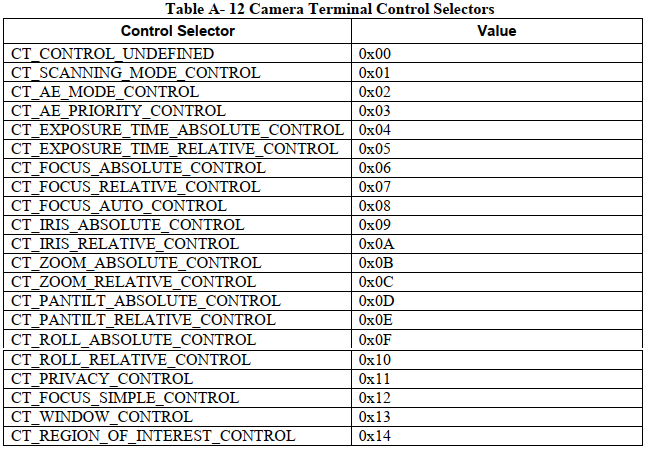 Table A- 12 Camera Terminal Control Selectors
Control Selector Value
CT_CONTROL_UNDEFINED 0x00
CT_SCANNING_MODE_CONTROL 0x01
CT_AE_MODE_CONTROL 0x02
CT_AE_PRIORITY_CONTROL 0x03
CT_EXPOSURE_TIME_ABSOLUTE_CONTROL 0x04
CT_EXPOSURE_TIME_RELATIVE_CONTROL 0x05
CT_FOCUS_ABSOLUTE_CONTROL 0x06
CT_FOCUS_RELATIVE_CONTROL 0x07
CT_FOCUS_AUTO_CONTROL 0x08
CT_IRIS_ABSOLUTE_CONTROL 0x09
CT_IRIS_RELATIVE_CONTROL 0x0A
CT_ZOOM_ABSOLUTE_CONTROL 0x0B
CT_ZOOM_RELATIVE_CONTROL 0x0C
CT_PANTILT_ABSOLUTE_CONTROL 0x0D
CT_PANTILT_RELATIVE_CONTROL 0x0E
CT_ROLL_ABSOLUTE_CONTROL 0x0F
CT_ROLL_RELATIVE_CONTROL 0x10
CT_PRIVACY_CONTROL 0x11
CT_FOCUS_SIMPLE_CONTROL 0x12
CT_WINDOW_CONTROL 0x13
CT_REGION_OF_INTEREST_CONTROL 0x14